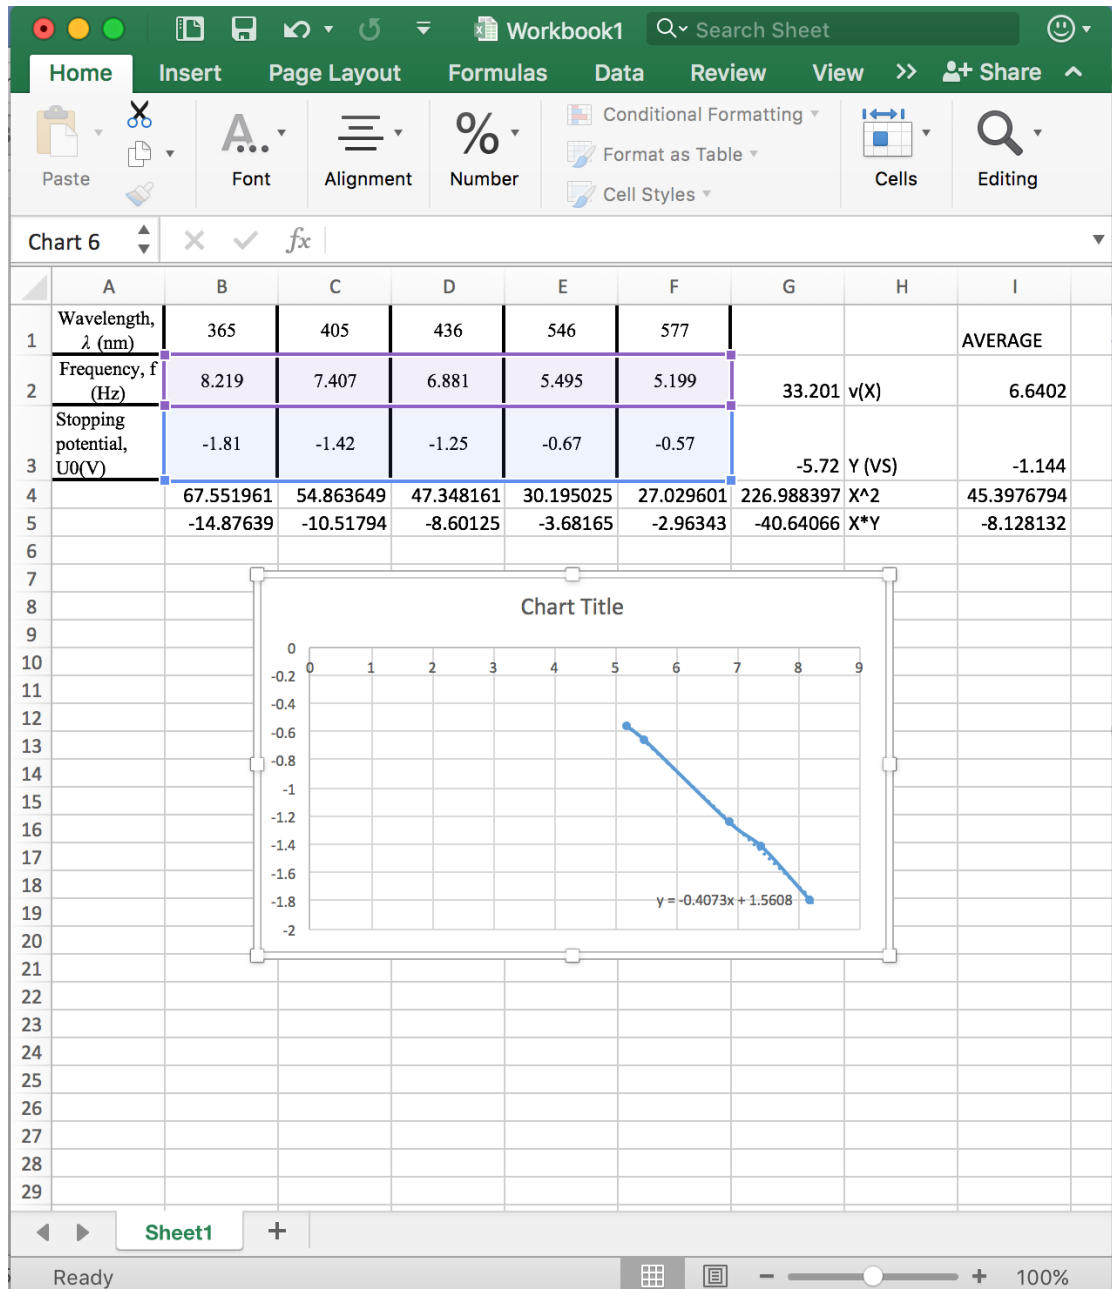 Workbook1
Search Sheet
Home Insert Page Layout Formulas Data Review View >> Share
Paste
Font
Alignment
%
Number
Conditional Formatting
Format as Table
Cell Styles
Cells
Editing
Chart 6 fx
A B C D E F G H I
1 Wavelength, λ (nm) 365 405 436 546 577 AVERAGE
2 Frequency, f (Hz) 8.219 7.407 6.881 5.495 5.199 33.201 v(X) 6.6402
3 Stopping potential, U0(V) -1.81 -1.42 -1.25 -0.67 -0.57 -5.72 Y (VS) -1.144
4 67.551961 54.863649 47.348161 30.195025 27.029601 226.988397 X^2 45.3976794
5 -14.87639 -10.51794 -8.60125 -3.68165 -2.96343 -40.64066 X*Y -8.128132
6
7
8
9
10
11
12
13
14
15
16
17
18
19
20
21
22
23
24
25
26
27
28
29
Chart Title
0
-0.2
-0.4
-0.6
-0.8
-1
-1.2
-1.4
-1.6
-1.8
-2
0 1 2 3 4 5 6 7 8 9
y = -0.4073x + 1.5608
Sheet1 +
Ready 100%